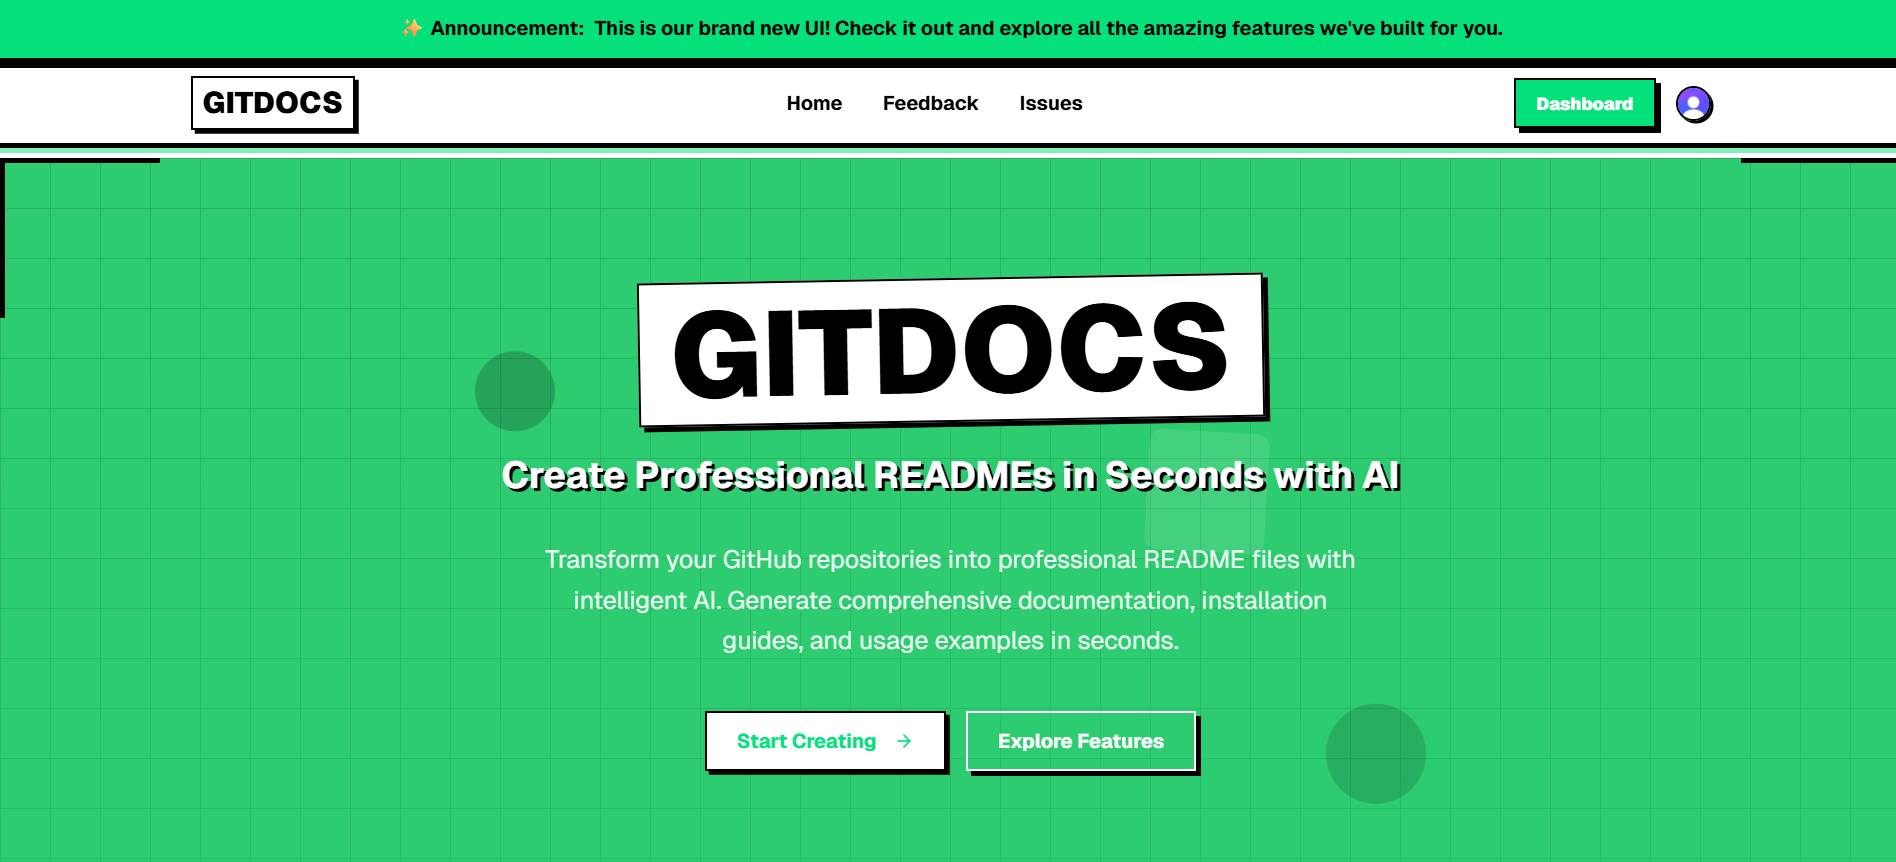 ✨ Announcement: This is our brand new UI! Check it out and explore all the amazing features we've built for you.
GITDOCS
Home Feedback Issues
Dashboard
GITDOCS
Create Professional READMEs in Seconds with AI
Transform your GitHub repositories into professional README files with
intelligent AI. Generate comprehensive documentation, installation
guides, and usage examples in seconds.
Start Creating →
Explore Features